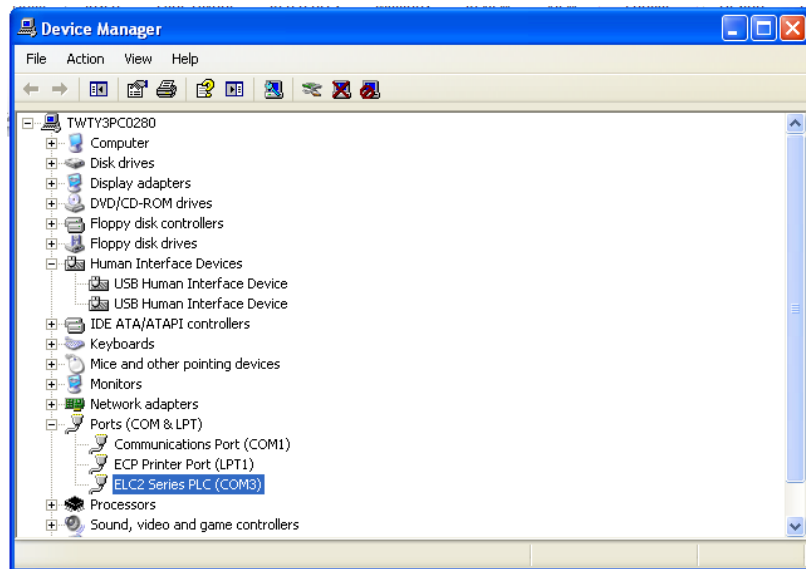 Device Manager
File Action View Help
TWTY3PC0280
Computer
Disk drives
Display adapters
DVD/CD-ROM drives
Floppy disk controllers
Floppy disk drives
Human Interface Devices
USB Human Interface Device
USB Human Interface Device
IDE ATA/ATAPI controllers
Keyboards
Mice and other pointing devices
Monitors
Network adapters
Ports (COM & LPT)
Communications Port (COM1)
ECP Printer Port (LPT1)
ELC2 Series PLC (COM3)
Processors
Sound, video and game controllers